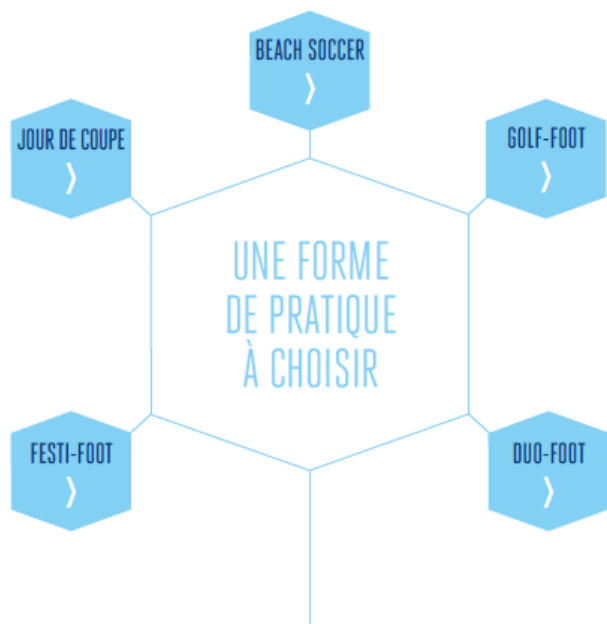 BEACH SOCCER
JOUR DE COUPE
GOLF-FOOT
UNE FORME
DE PRATIQUE
À CHOISIR
FESTI-FOOT
DUO-FOOT